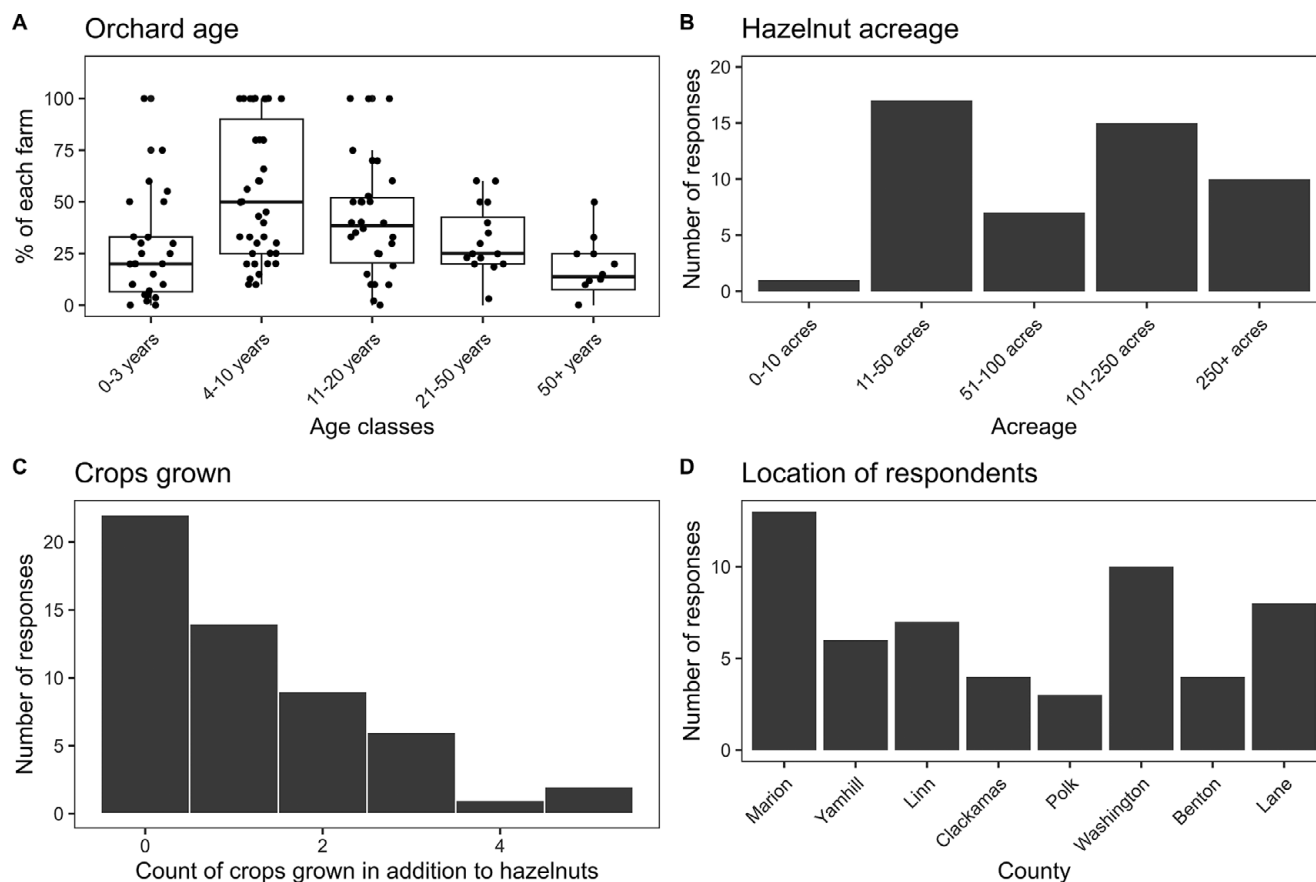 A Orchard age
% of each farm
100
75
50
25
0
0-3 years
4-10 years
11-20 years
21-50 years
50+ years
Age classes
B Hazelnut acreage
Number of responses
20
15
10
5
0
0-10 acres
11-50 acres
51-100 acres
101-250 acres
250+ acres
Acreage
C Crops grown
Number of responses
20
15
10
5
0
0
2
4
Count of crops grown in addition to hazelnuts
D Location of respondents
Number of responses
10
5
0
Marion
Yamhill
Linn
Clackamas
Polk
Washington
Benton
Lane
County